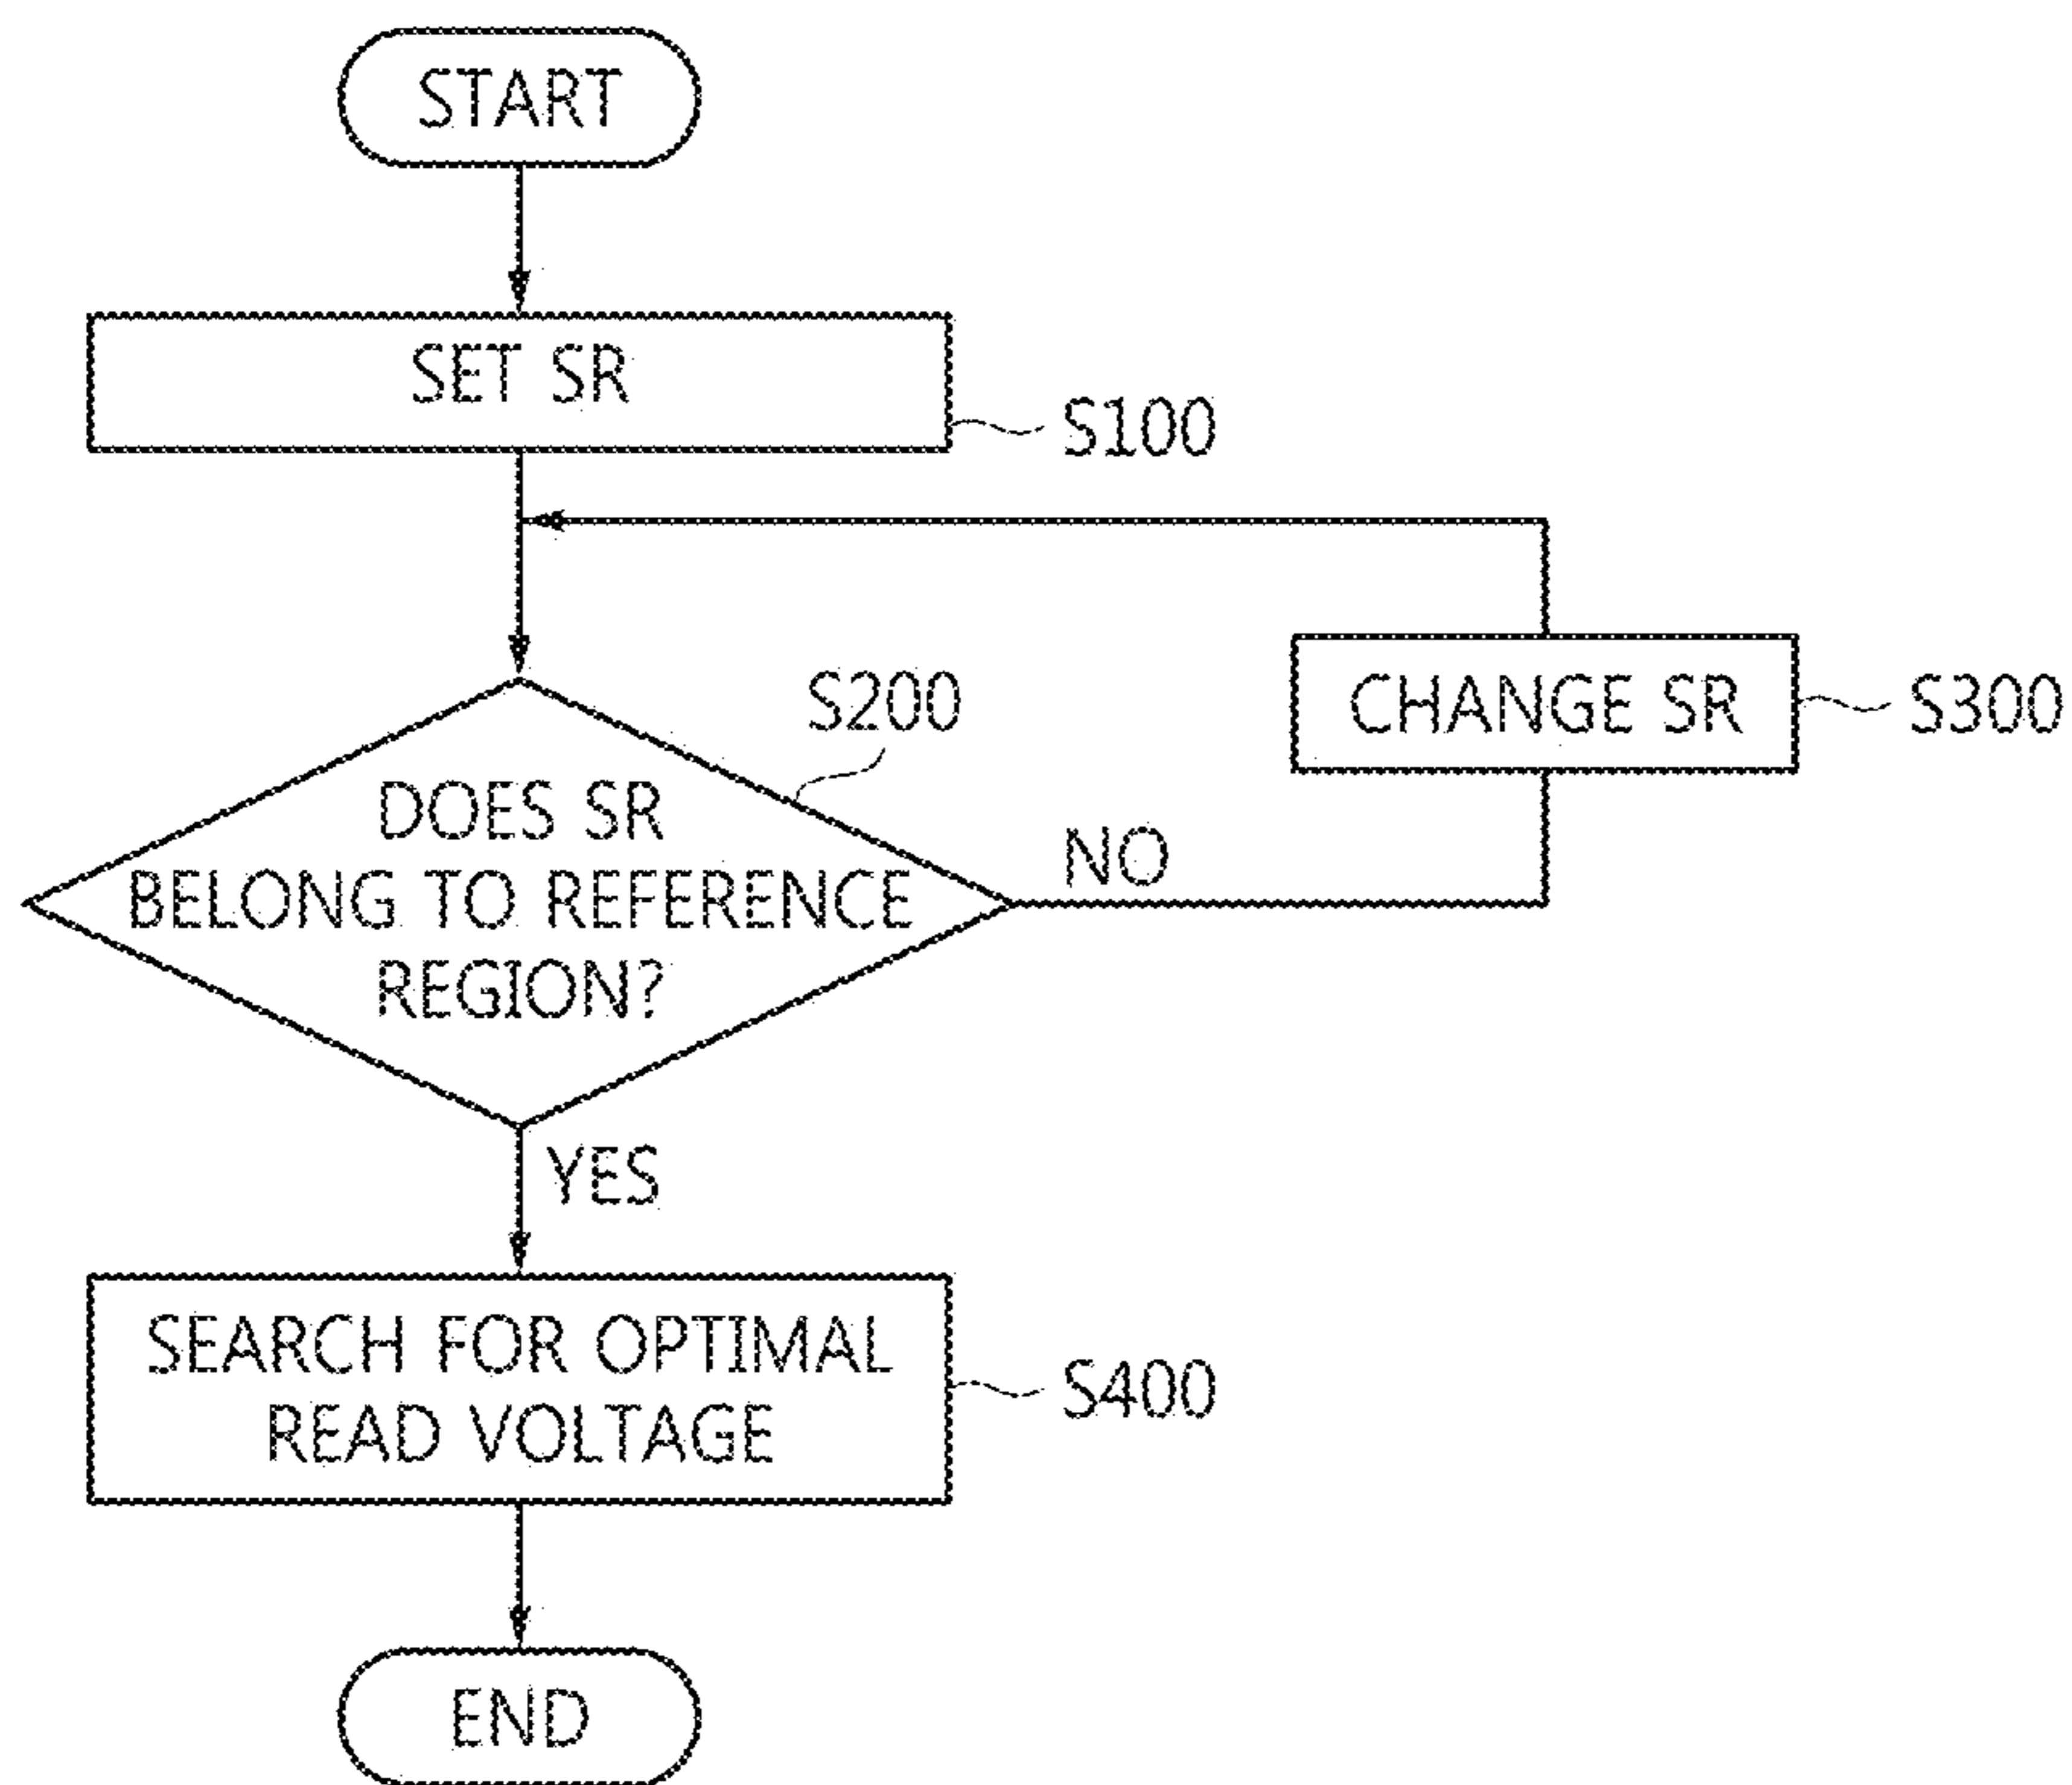 START
SET SR
S100
S200
CHANGE SR
S300
DOES SR
BELONG TO REFERENCE
REGION?
NO
YES
SEARCH FOR OPTIMAL
READ VOLTAGE
S400
END